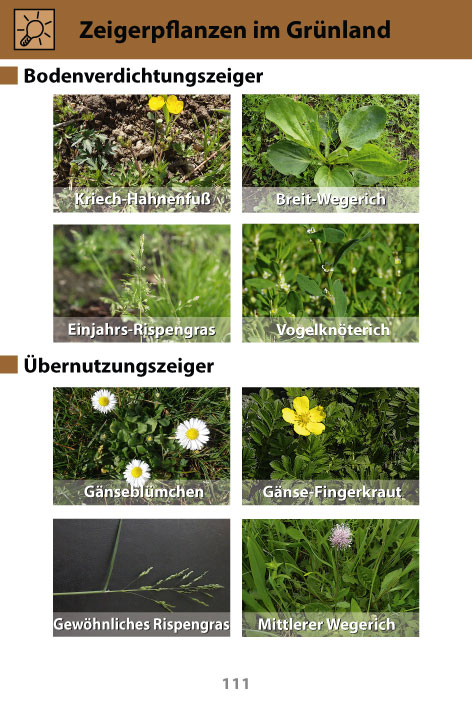 Zeigerpflanzen im Grünland
Bodenverdichtungszeiger
Kriech-Hahnenfuß
Breit-Wegerich
Einjahrs-Rispengras
Vogelknöterich
Übernutzungszeiger
Gänseblümchen
Gänse-Fingerkraut
Gewöhnliches Rispengras
Mittlerer Wegerich
111